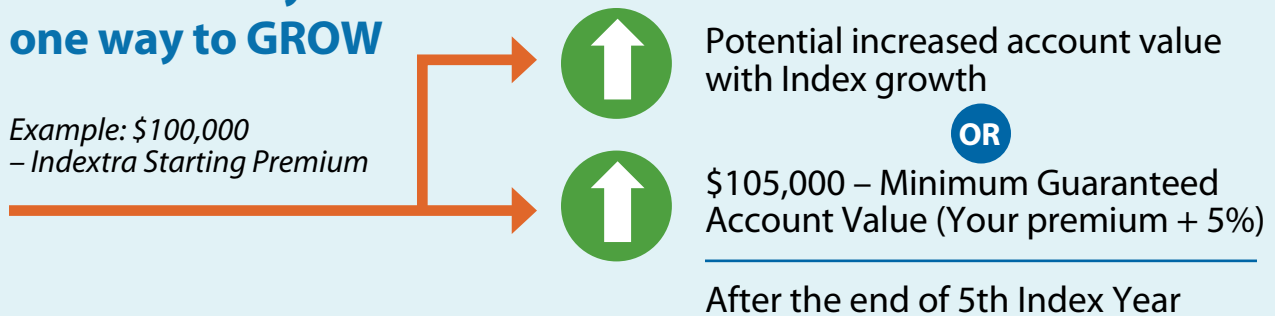 one way to GROW
Example: $100,000
– Indextra Starting Premium
Potential increased account value
with Index growth
OR
$105,000 – Minimum Guaranteed
Account Value (Your premium + 5%)
After the end of 5th Index Year